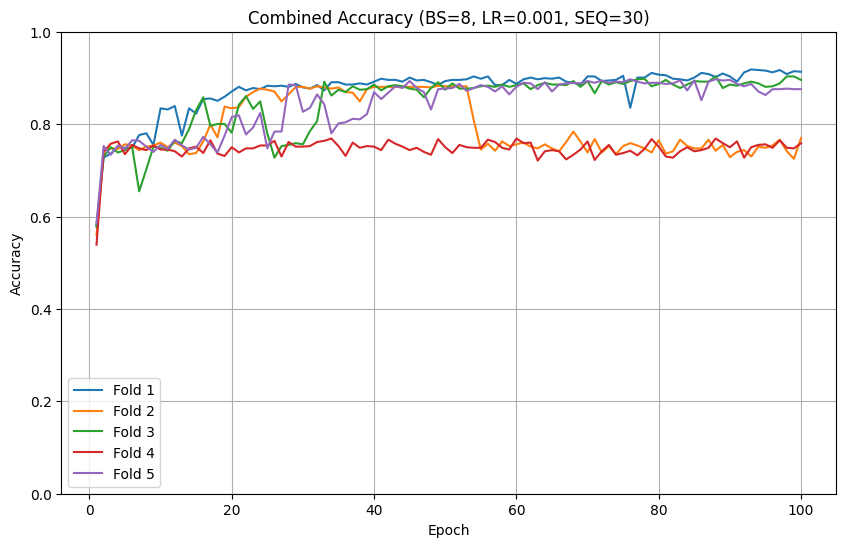 Combined Accuracy (BS=8, LR=0.001, SEQ=30)
1.0
0.8
0.6
0.4
0.2
0.0
Accuracy
Fold 1
Fold 2
Fold 3
Fold 4
Fold 5
0 20 40 60 80 100
Epoch